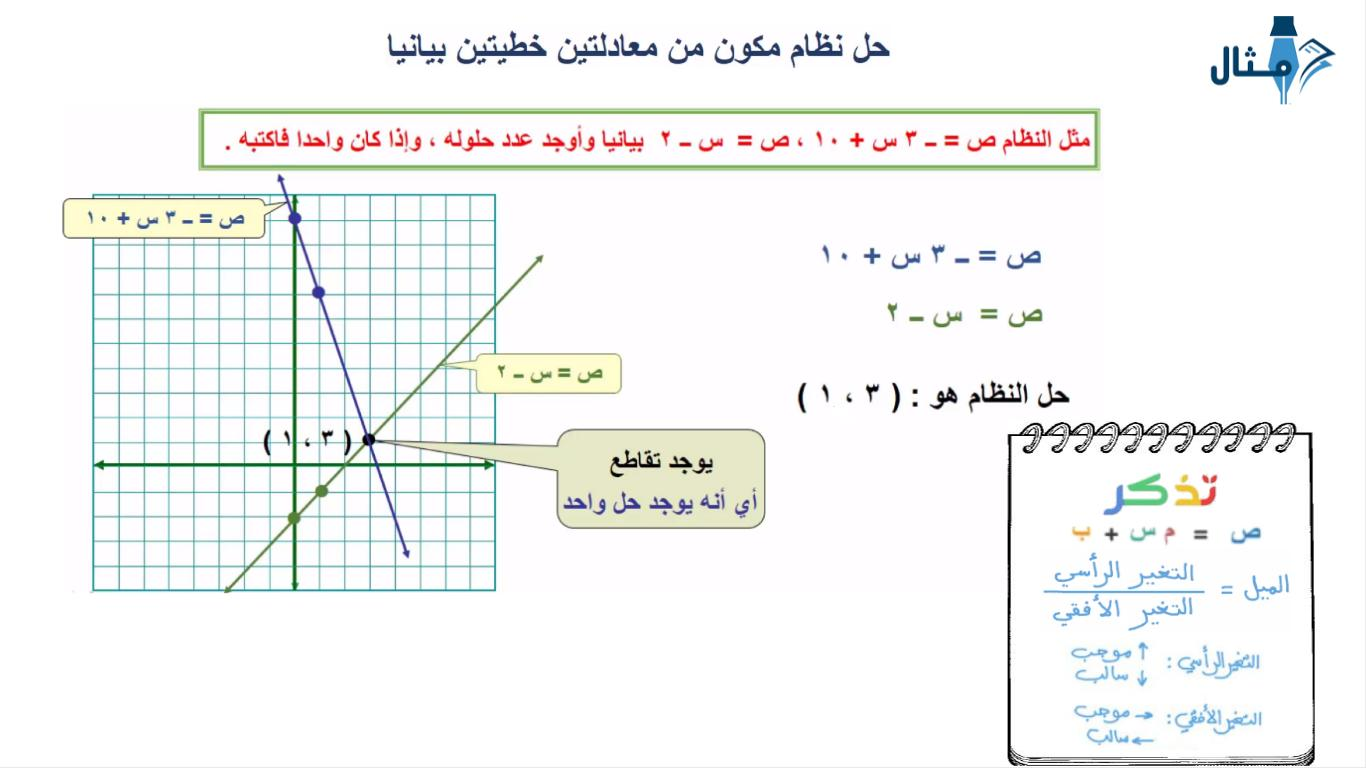 حل نظام مكون من معادلتين خطيتين بيانيا
مثال
مثل النظام ص = – ٣ س + ١٠ ، ص = س – ٢ بيانيا وأوجد عدد حلوله ، وإذا كان واحدا فاكتبه .
ص = – ٣ س + ١٠
ص = – ٣ س + ١٠
ص = س – ٢
ص = س – ٢
حل النظام هو : ( ٣ ، ١ )
( ٣ ، ١ )
يوجد تقاطع
أي أنه يوجد حل واحد
تذكر
ص = م س + ب
الميل = التغير الرأسي
التغير الأفقي
التغير الرأسي : ↑ موجب
↓ سالب
التغير الأفقي : → موجب
← سالب